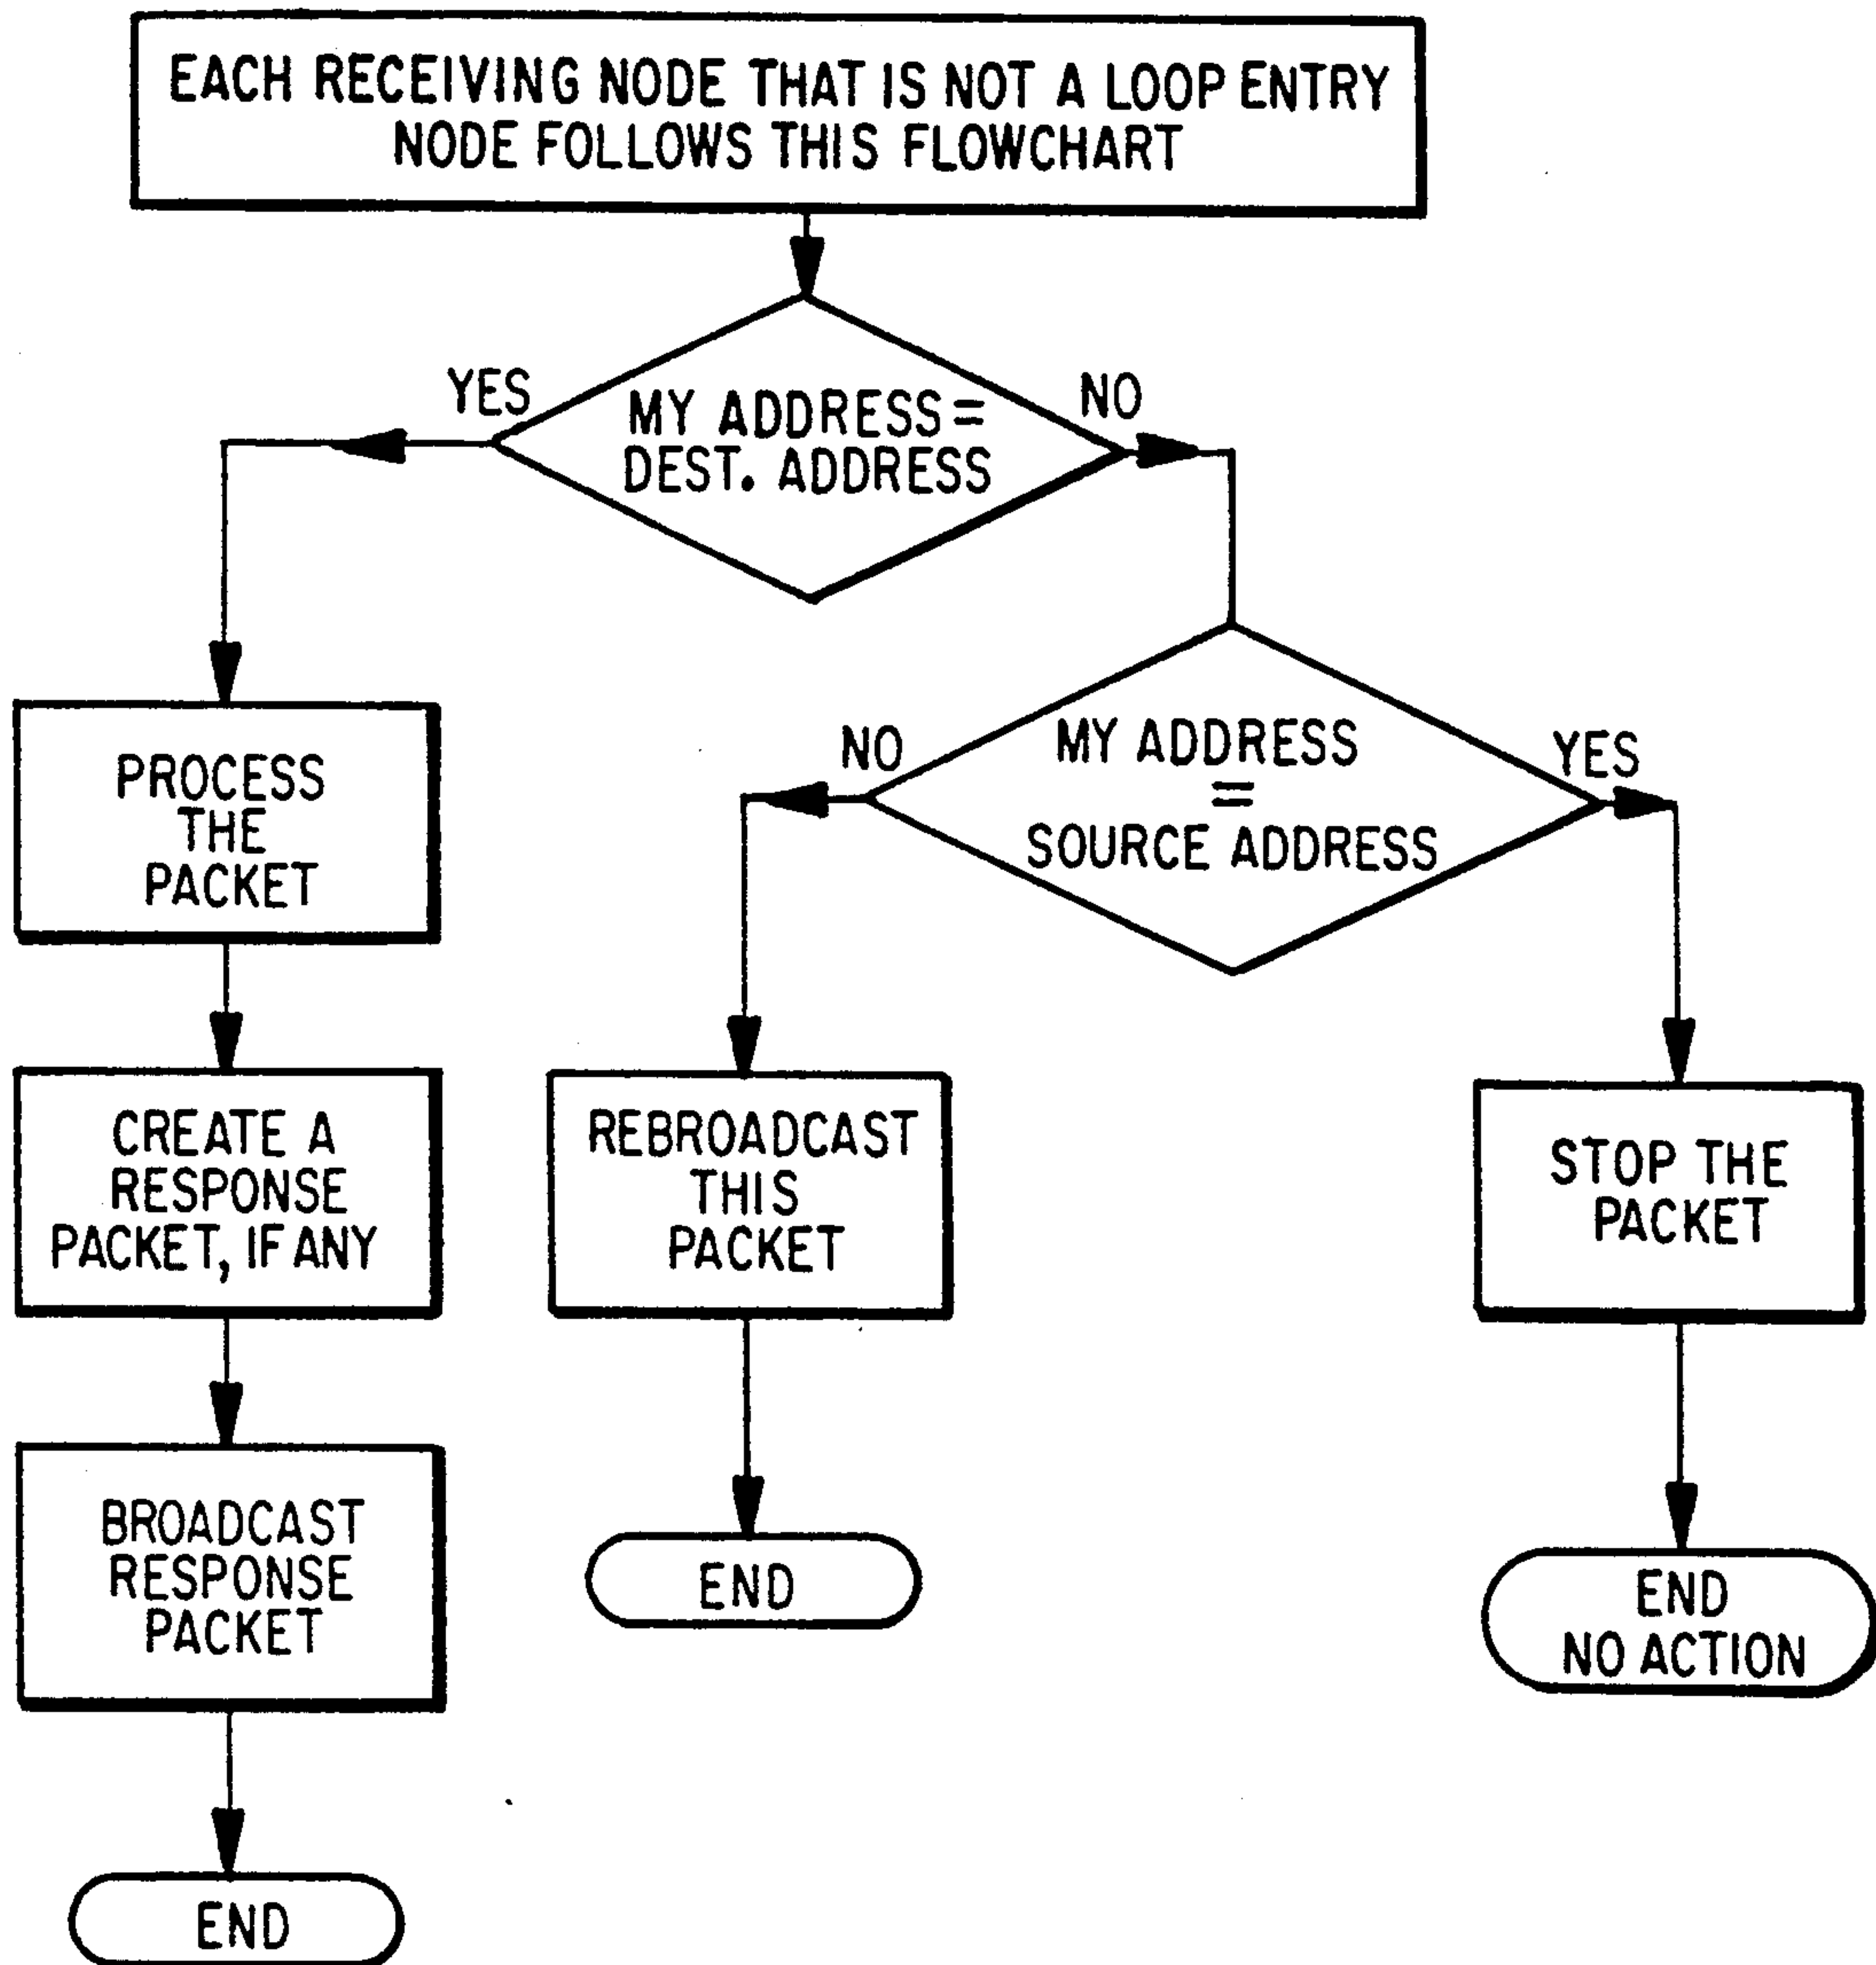 EACH RECEIVING NODE THAT IS NOT A LOOP ENTRY
NODE FOLLOWS THIS FLOWCHART
YES
MY ADDRESS =
DEST. ADDRESS
NO
PROCESS
THE
PACKET
NO
MY ADDRESS
=
SOURCE ADDRESS
YES
CREATE A
RESPONSE
PACKET, IF ANY
REBROADCAST
THIS
PACKET
STOP THE
PACKET
BROADCAST
RESPONSE
PACKET
END
END
NO ACTION
END